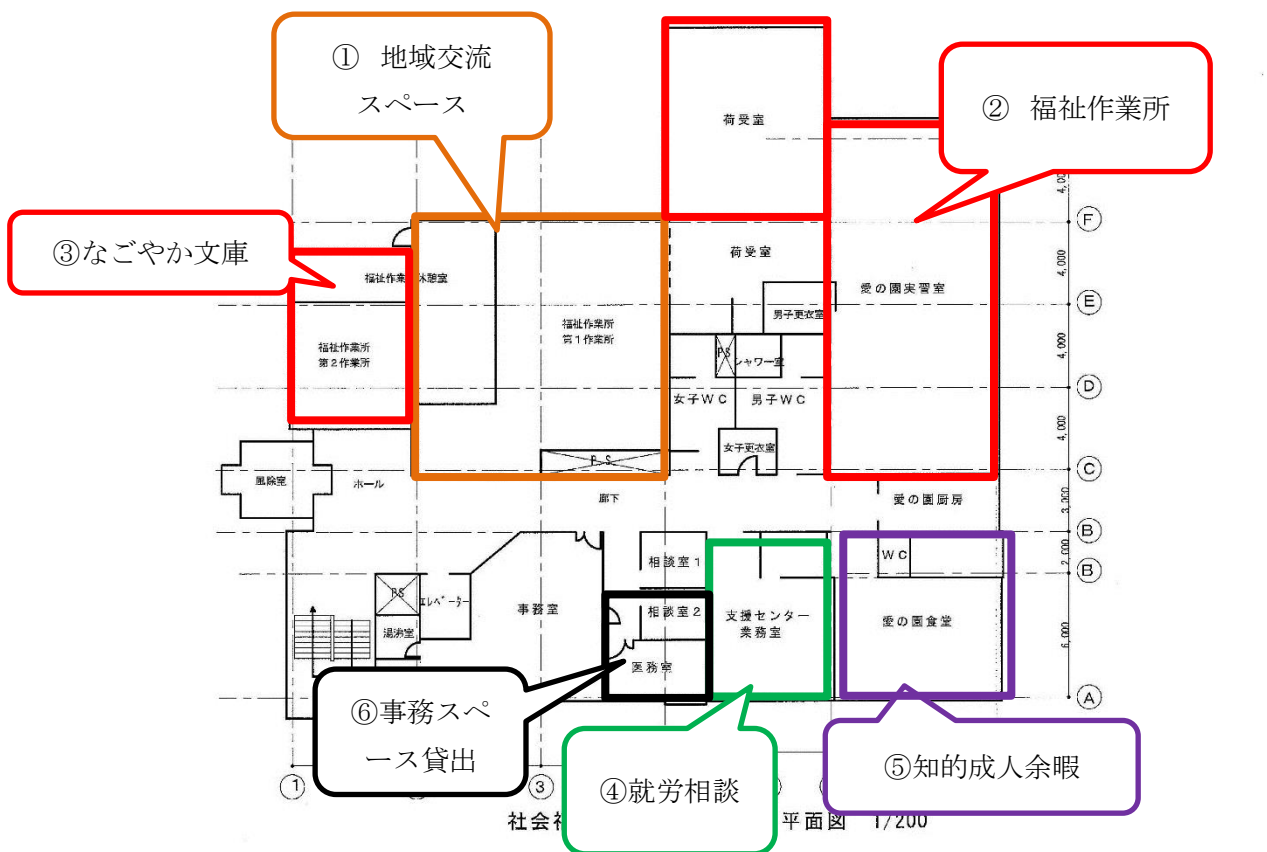 ① 地域交流
スペース
荷受室
② 福祉作業所
4,000
F
③なごやか文庫
荷受室
4,000
福祉作業
休憩室
愛の園実習室
E
男子更衣室
福祉作業所
第1作業所
福祉作業所
第2作業所
PS
シャワー室
4,000
D
女子WC
男子WC
4,000
女子更衣室
P.S
C
風除室
ホール
廊下
愛の園厨房
3,000
B
相談室1
WC
2,000
B
PS
エレベーター
事務室
相談室2
支援センター
業務室
愛の園食堂
湯沸室
医務室
6,000
A
⑥事務スペ
ース貸出
④就労相談
⑤知的成人余暇
1
3
社会
平面図 1/200